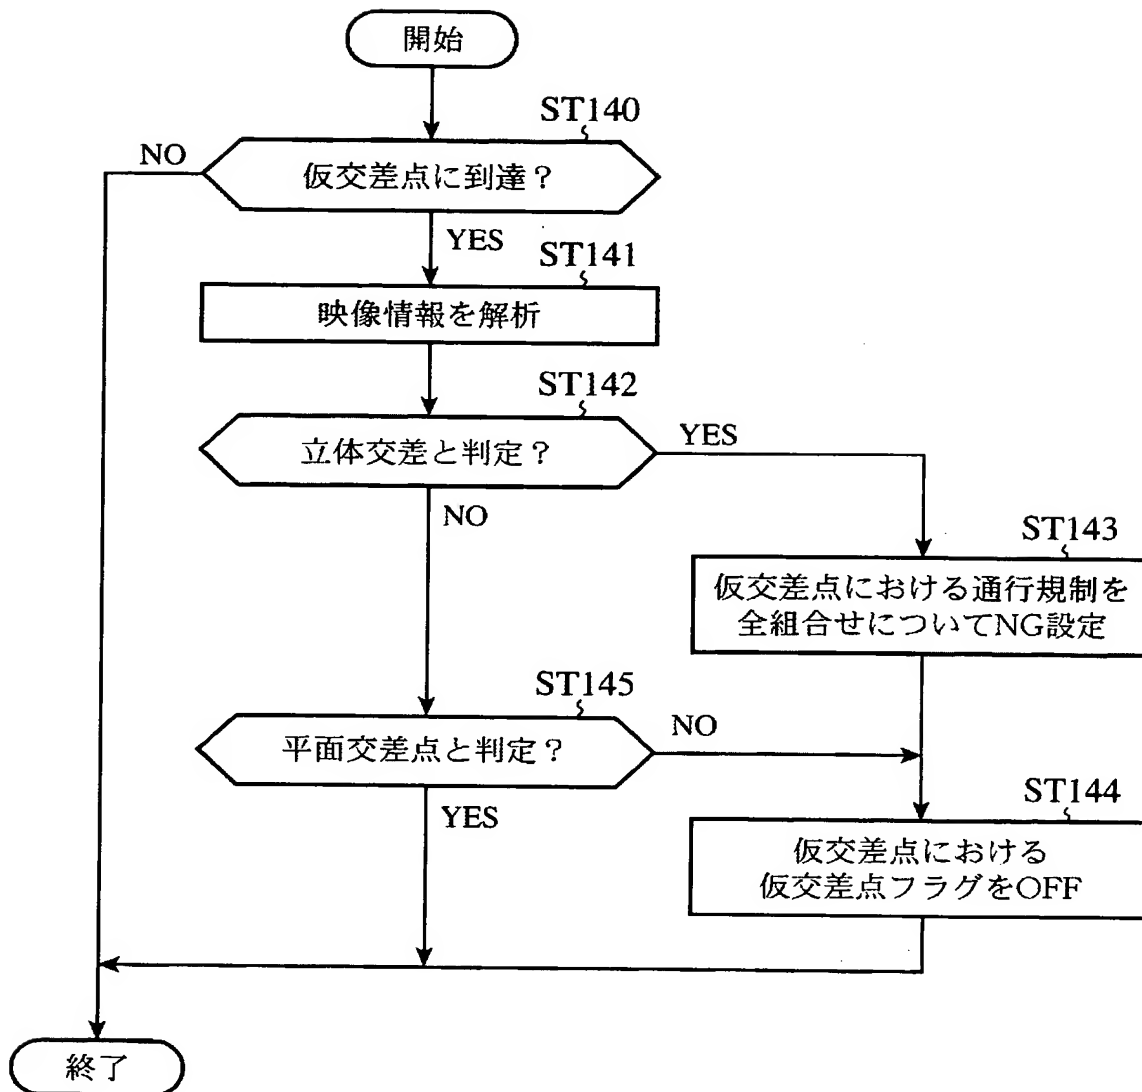 開始
ST140
NO
仮交差点に到達？
YES
ST141
映像情報を解析
ST142
立体交差と判定？
YES
NO
ST143
仮交差点における通行規制を
全組合せについてNG設定
ST145
平面交差点と判定？
NO
YES
ST144
仮交差点における
仮交差点フラグをOFF
終了